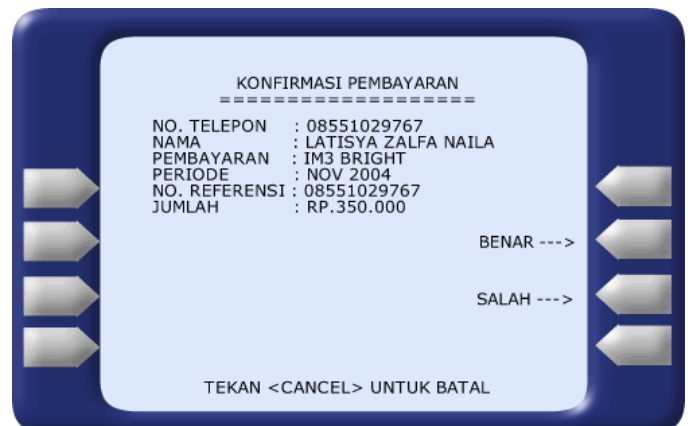 KONFIRMASI PEMBAYARAN
===================
NO. TELEPON : 08551029767
NAMA : LATISYA ZALFA NAILA
PEMBAYARAN : IM3 BRIGHT
PERIODE : NOV 2004
NO. REFERENSI : 08551029767
JUMLAH : RP.350.000
BENAR --->
SALAH --->
TEKAN <CANCEL> UNTUK BATAL